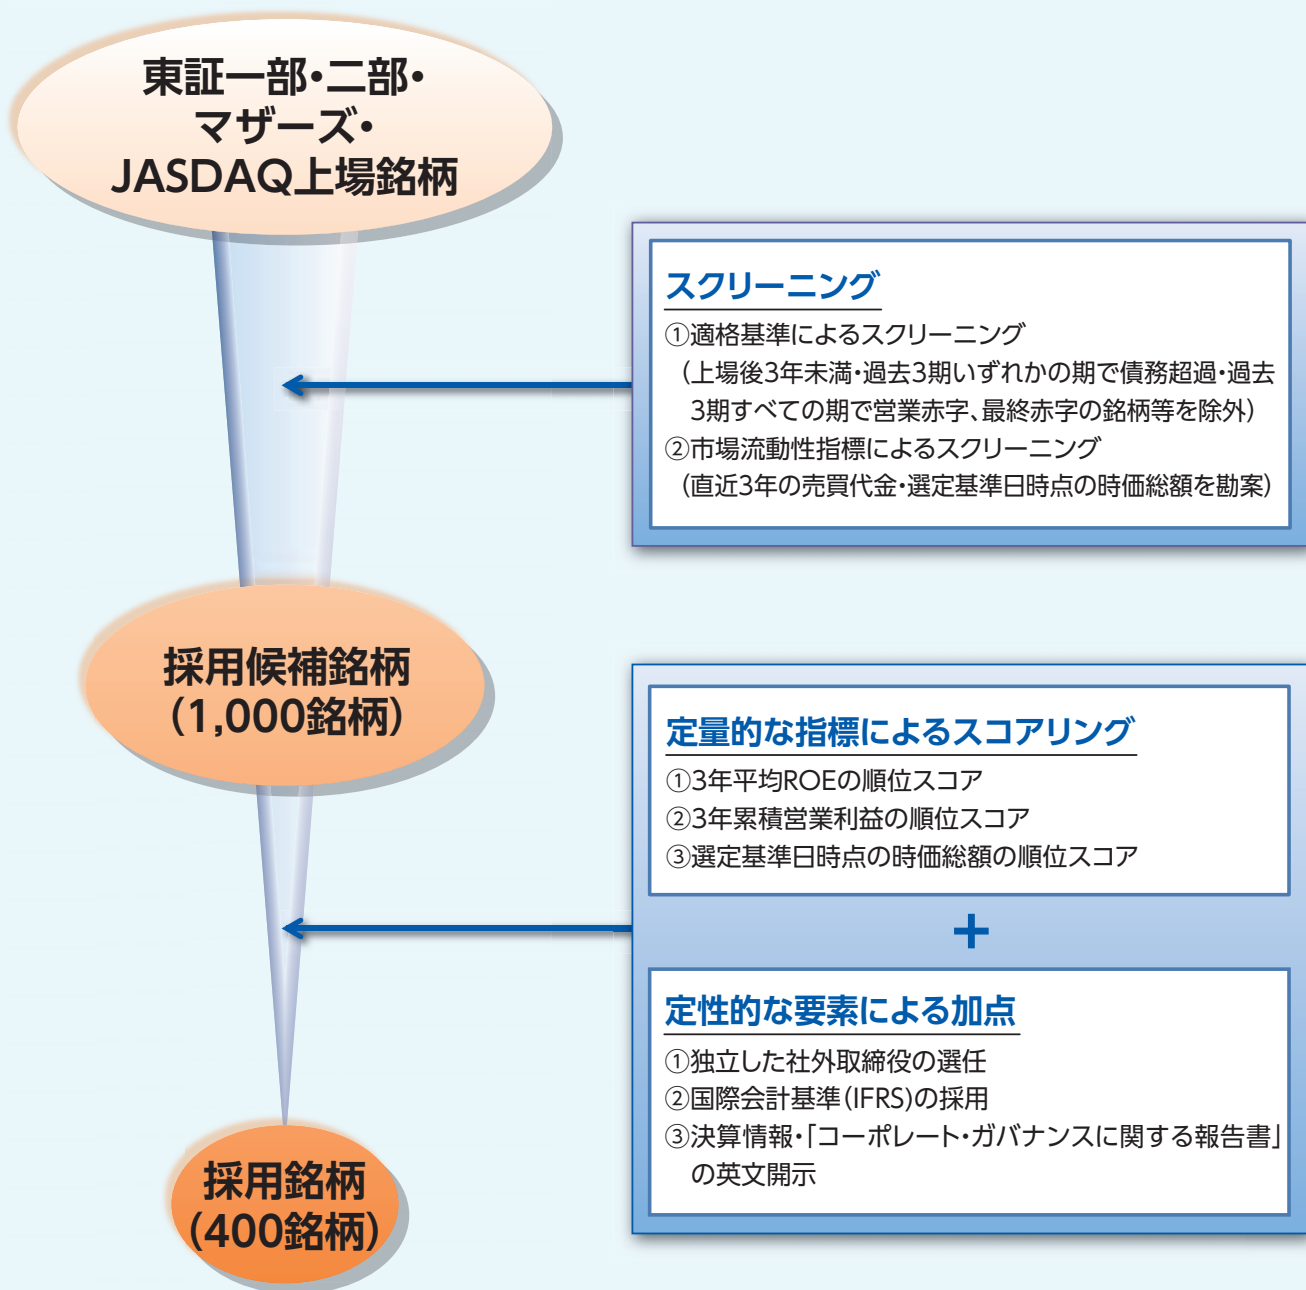 東証一部・二部・
マザーズ・
JASDAQ上場銘柄
スクリーニング
①適格基準によるスクリーニング
(上場後3年未満・過去3期いずれかの期で債務超過・過去
3期すべての期で営業赤字、最終赤字の銘柄等を除外)
②市場流動性指標によるスクリーニング
(直近3年の売買代金・選定基準日時点の時価総額を勘案)
採用候補銘柄
(1,000銘柄)
定量的な指標によるスコアリング
①3年平均ROEの順位スコア
②3年累積営業利益の順位スコア
③選定基準日時点の時価総額の順位スコア
+
定性的な要素による加点
①独立した社外取締役の選任
②国際会計基準(IFRS)の採用
③決算情報・「コーポレート・ガバナンスに関する報告書」
の英文開示
採用銘柄
(400銘柄)